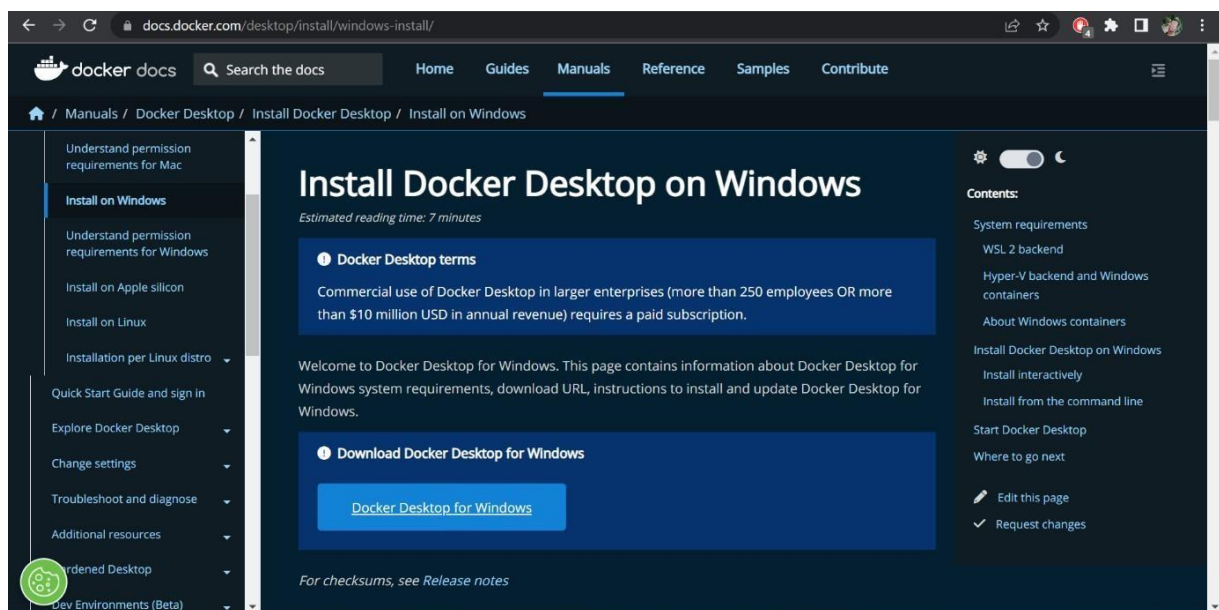 docs.docker.com/desktop/install/windows-install/
4
docker docs
Search the docs
Home
Guides
Manuals
Reference
Samples
Contribute
/ Manuals / Docker Desktop / Install Docker Desktop / Install on Windows
Understand permission
requirements for Mac
Install on Windows
Understand permission
requirements for Windows
Install on Apple silicon
Install on Linux
Installation per Linux distro
Quick Start Guide and sign in
Explore Docker Desktop
Change settings
Troubleshoot and diagnose
Additional resources
Desktop
Dev Environments (Beta)
Install Docker Desktop on Windows
Estimated reading time: 7 minutes
Docker Desktop terms
Commercial use of Docker Desktop in larger enterprises (more than 250 employees OR more
than $10 million USD in annual revenue) requires a paid subscription.
Welcome to Docker Desktop for Windows. This page contains information about Docker Desktop for
Windows system requirements, download URL, instructions to install and update Docker Desktop for
Windows.
Download Docker Desktop for Windows
Docker Desktop for Windows
For checksums, see Release notes
Contents:
System requirements
WSL 2 backend
Hyper-V backend and Windows
containers
About Windows containers
Install Docker Desktop on Windows
Install interactively
Install from the command line
Start Docker Desktop
Where to go next
Edit this page
Request changes